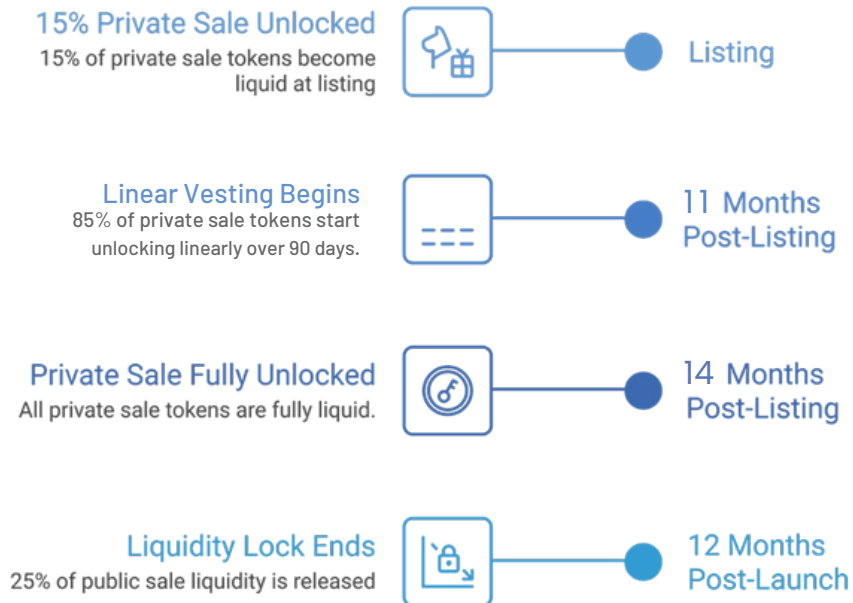 15% Private Sale Unlocked
15% of private sale tokens become
liquid at listing
Listing
Linear Vesting Begins
85% of private sale tokens start
unlocking linearly over 90 days.
11 Months
Post-Listing
Private Sale Fully Unlocked
All private sale tokens are fully liquid.
14 Months
Post-Listing
Liquidity Lock Ends
25% of public sale liquidity is released
12 Months
Post-Launch